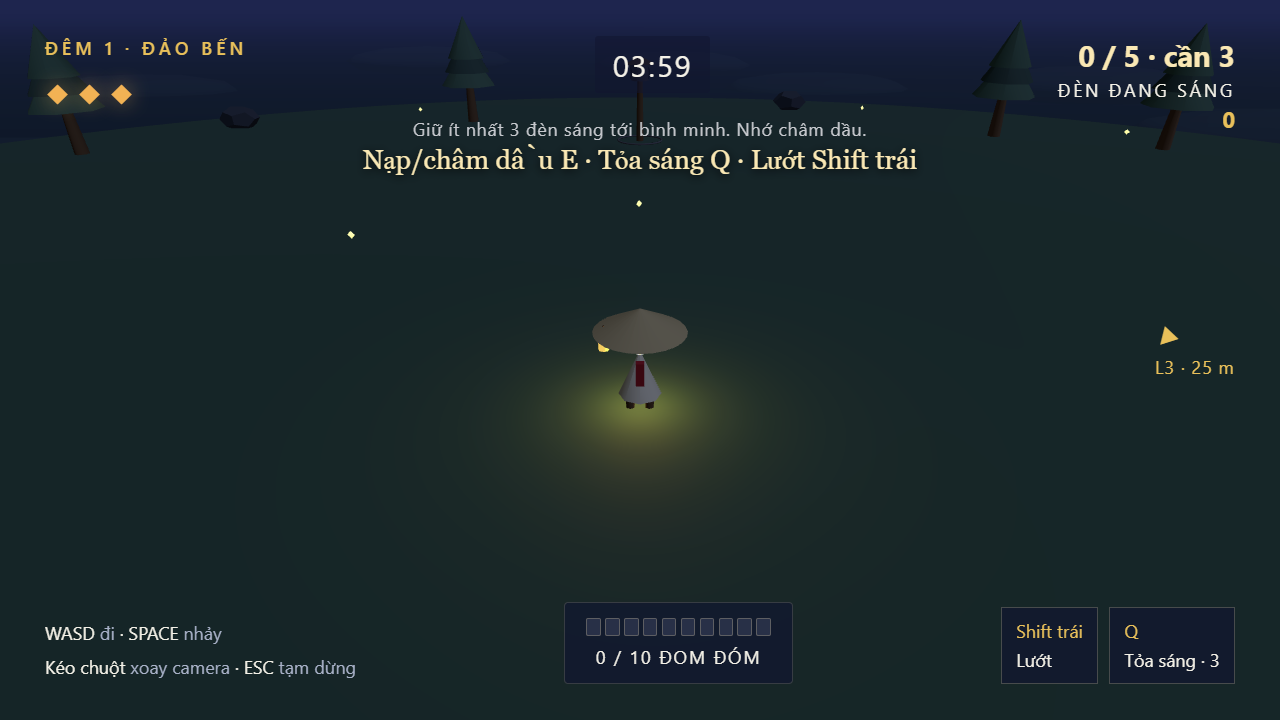 ĐÊM 1 · ĐẢO BẾN
03:59
0 / 5 · cần 3
ĐÈN ĐANG SÁNG
0
Giữ ít nhất 3 đèn sáng tới bình minh. Nhớ châm dầu.
Nạp/châm dầu E · Tỏa sáng Q · Lướt Shift trái
L3 · 25 m
WASD đi · SPACE nhảy
Kéo chuột xoay camera · ESC tạm dừng
0 / 10 ĐOM ĐÓM
Shift trái
Lướt
Q
Tỏa sáng · 3